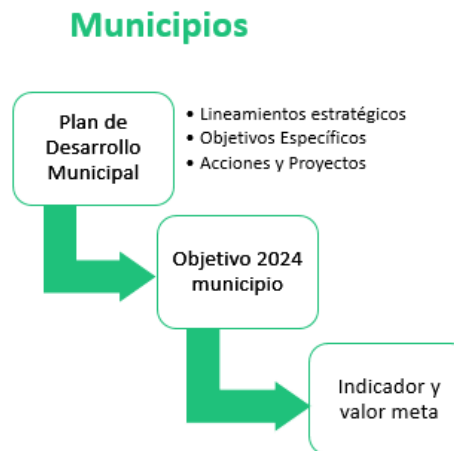 Municipios
Plan de
Desarrollo
Municipal
• Lineamientos estratégicos
• Objetivos Específicos
• Acciones y Proyectos
Objetivo 2024
municipio
Indicador y
valor meta